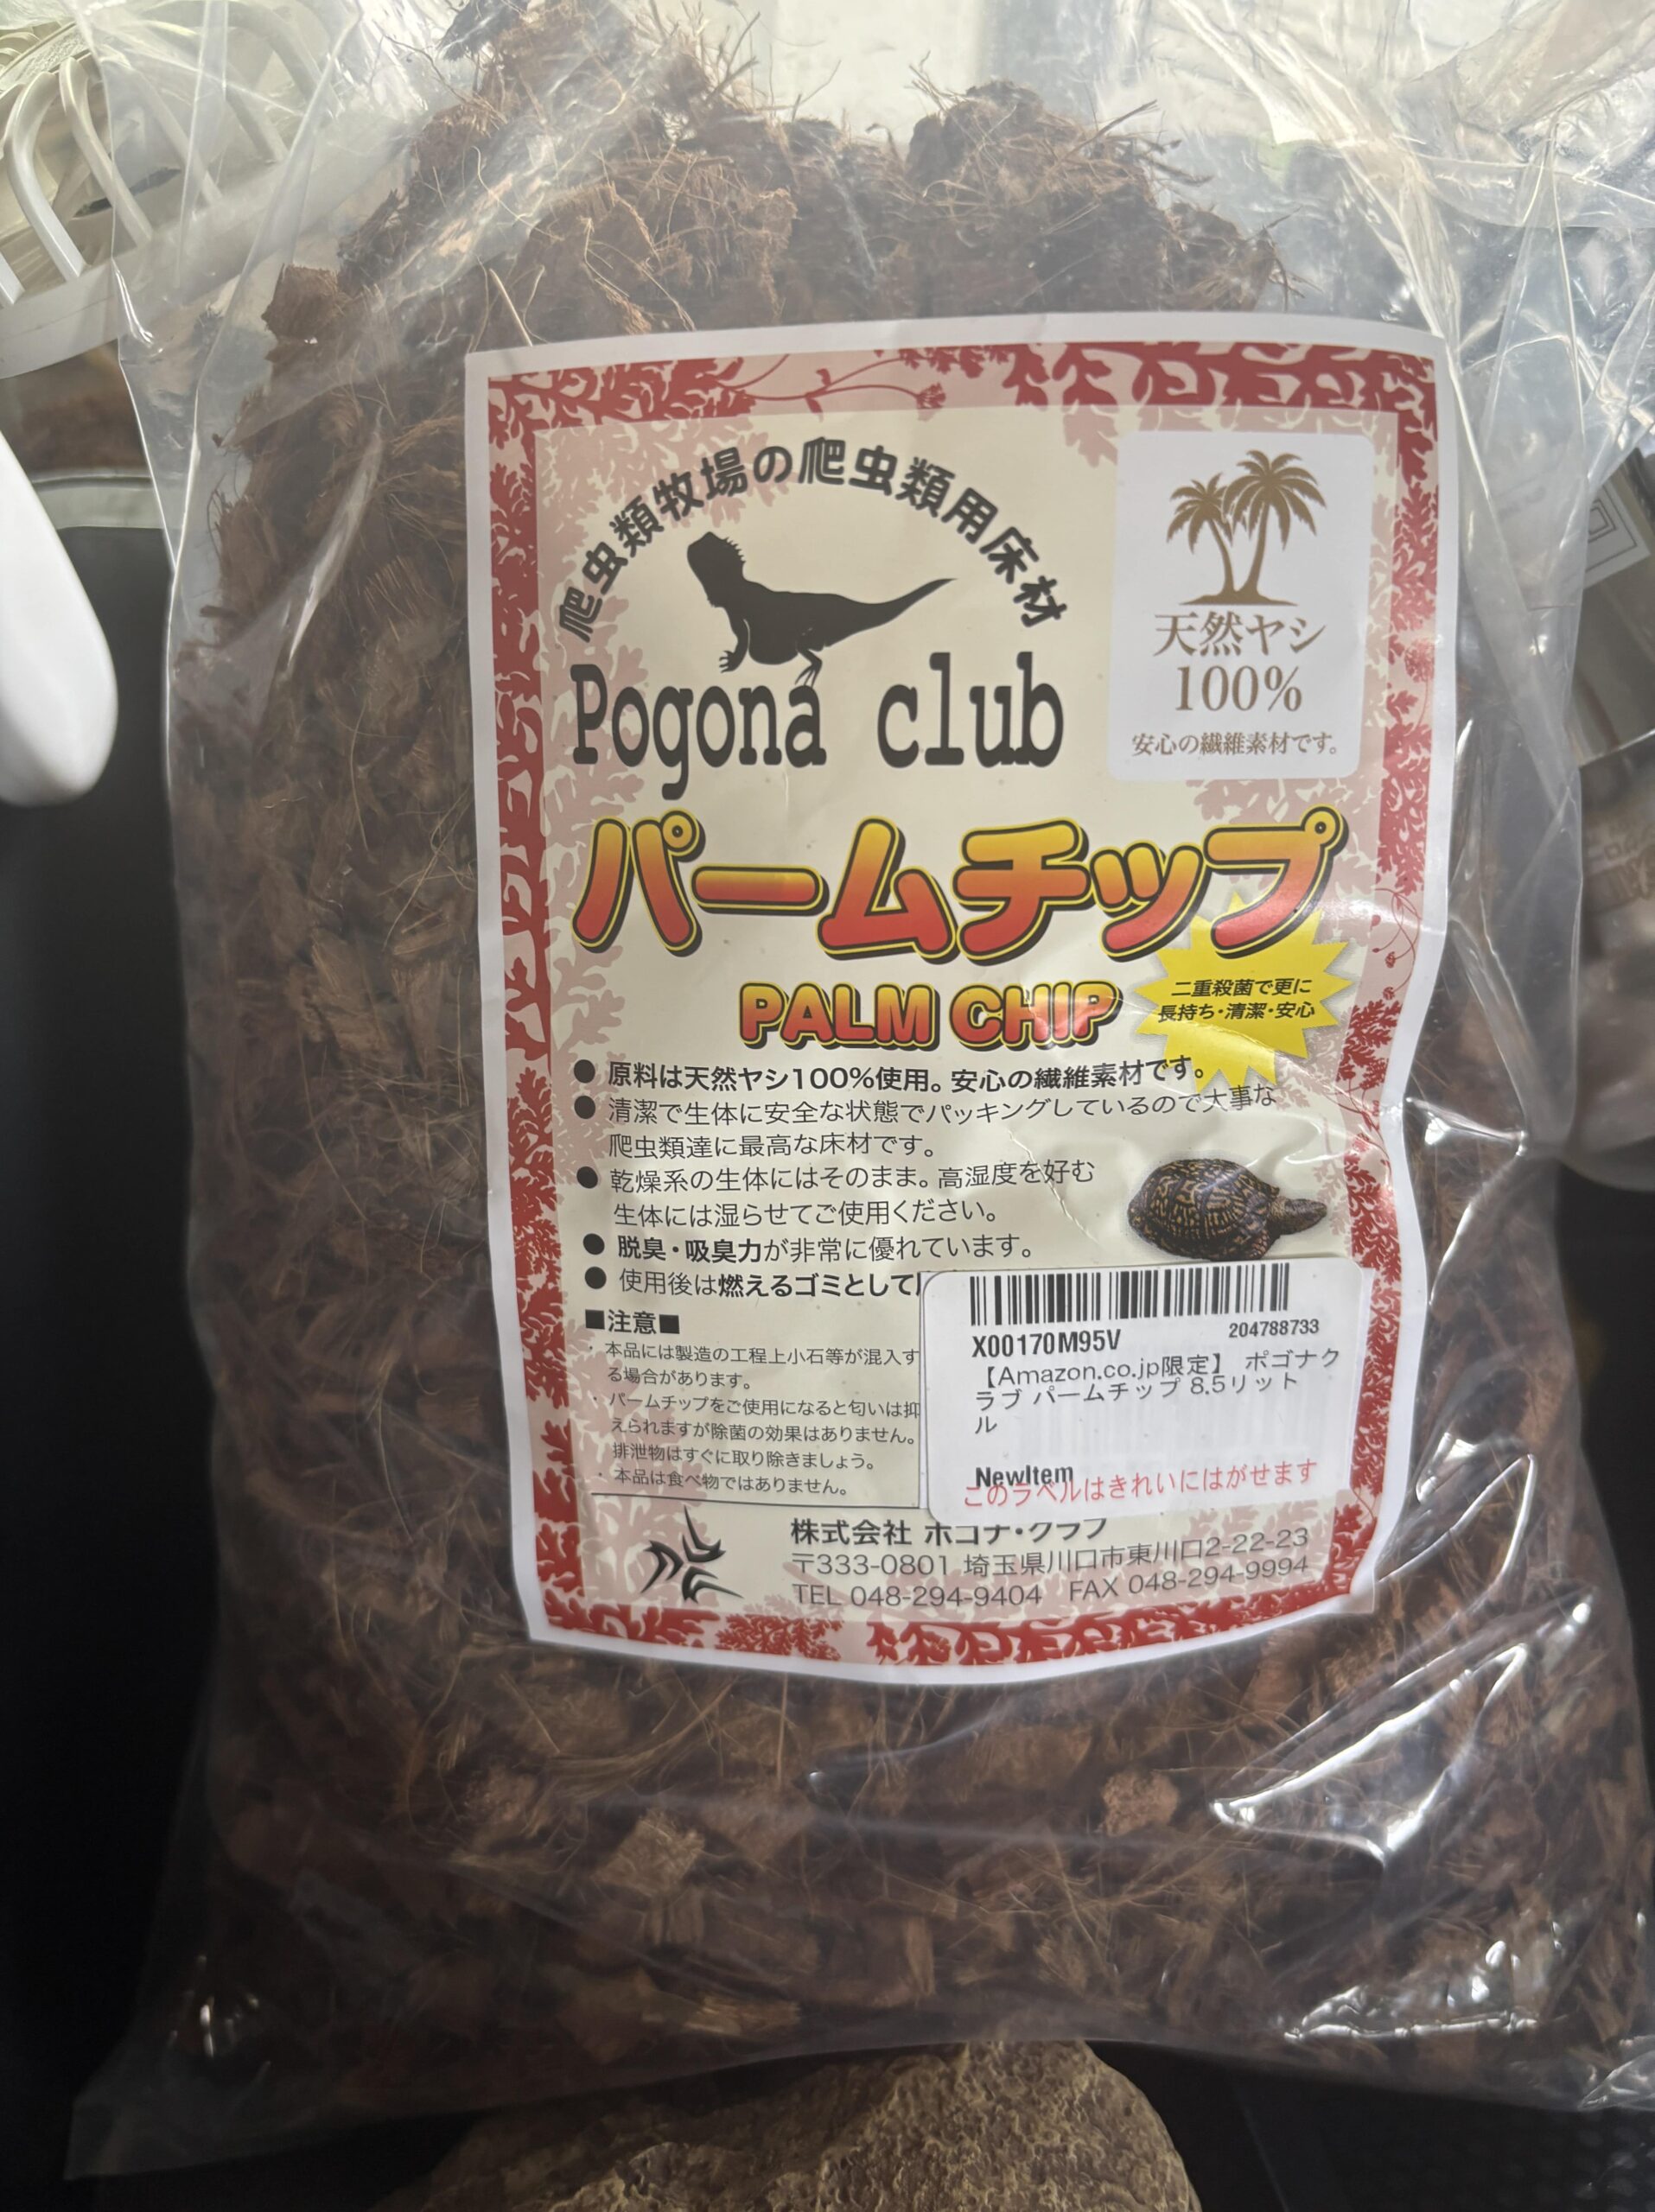 爬虫類牧場の爬虫類用床材
Pogona club
天然ヤシ
100%
安心の繊維素材です。
パームチップ
PALM CHIP
二重殺菌で更に
長持ち・清潔・安心
● 原料は天然ヤシ100%使用。安心の繊維素材です。
● 清潔で生体に安全な状態でパッキングしているので大事な
爬虫類達に最高な床材です。
● 乾燥系の生体にはそのまま。高湿度を好む
生体には湿らせてご使用ください。
● 脱臭・吸臭力が非常に優れています。
● 使用後は燃えるゴミとして
■注意■
・本品には製造の工程上小石等が混入す
る場合があります。
・パームチップをご使用になると匂いは抑
えられますが除菌の効果はありません。
排泄物はすぐに取り除きましょう。
・本品は食べ物ではありません。
X00170M95V
204788733
【Amazon.co.jp限定】 ポゴナク
ラブ パームチップ 8.5リット
ル
NewItem
このラベルはきれいにはがせます
株式会社 ポゴナ・クラブ
〒333-0801 埼玉県川口市東川口2-22-23
TEL 048-294-9404 FAX 048-294-9994